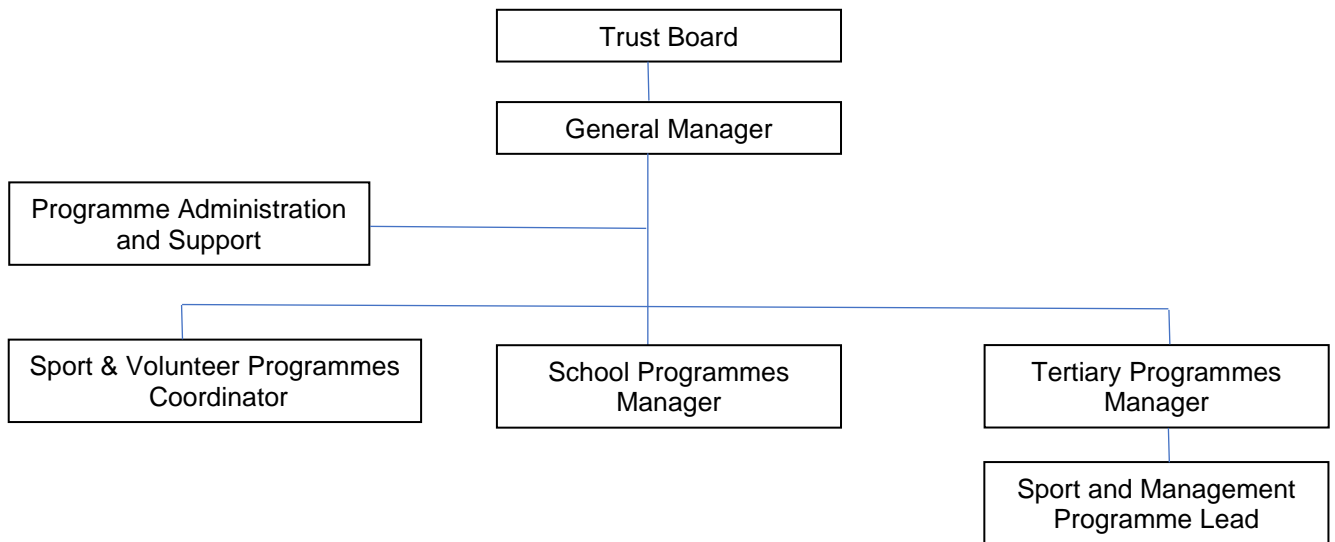 Trust Board
General Manager
Programme Administration
and Support
Sport & Volunteer Programmes
Coordinator
School Programmes
Manager
Tertiary Programmes
Manager
Sport and Management
Programme Lead